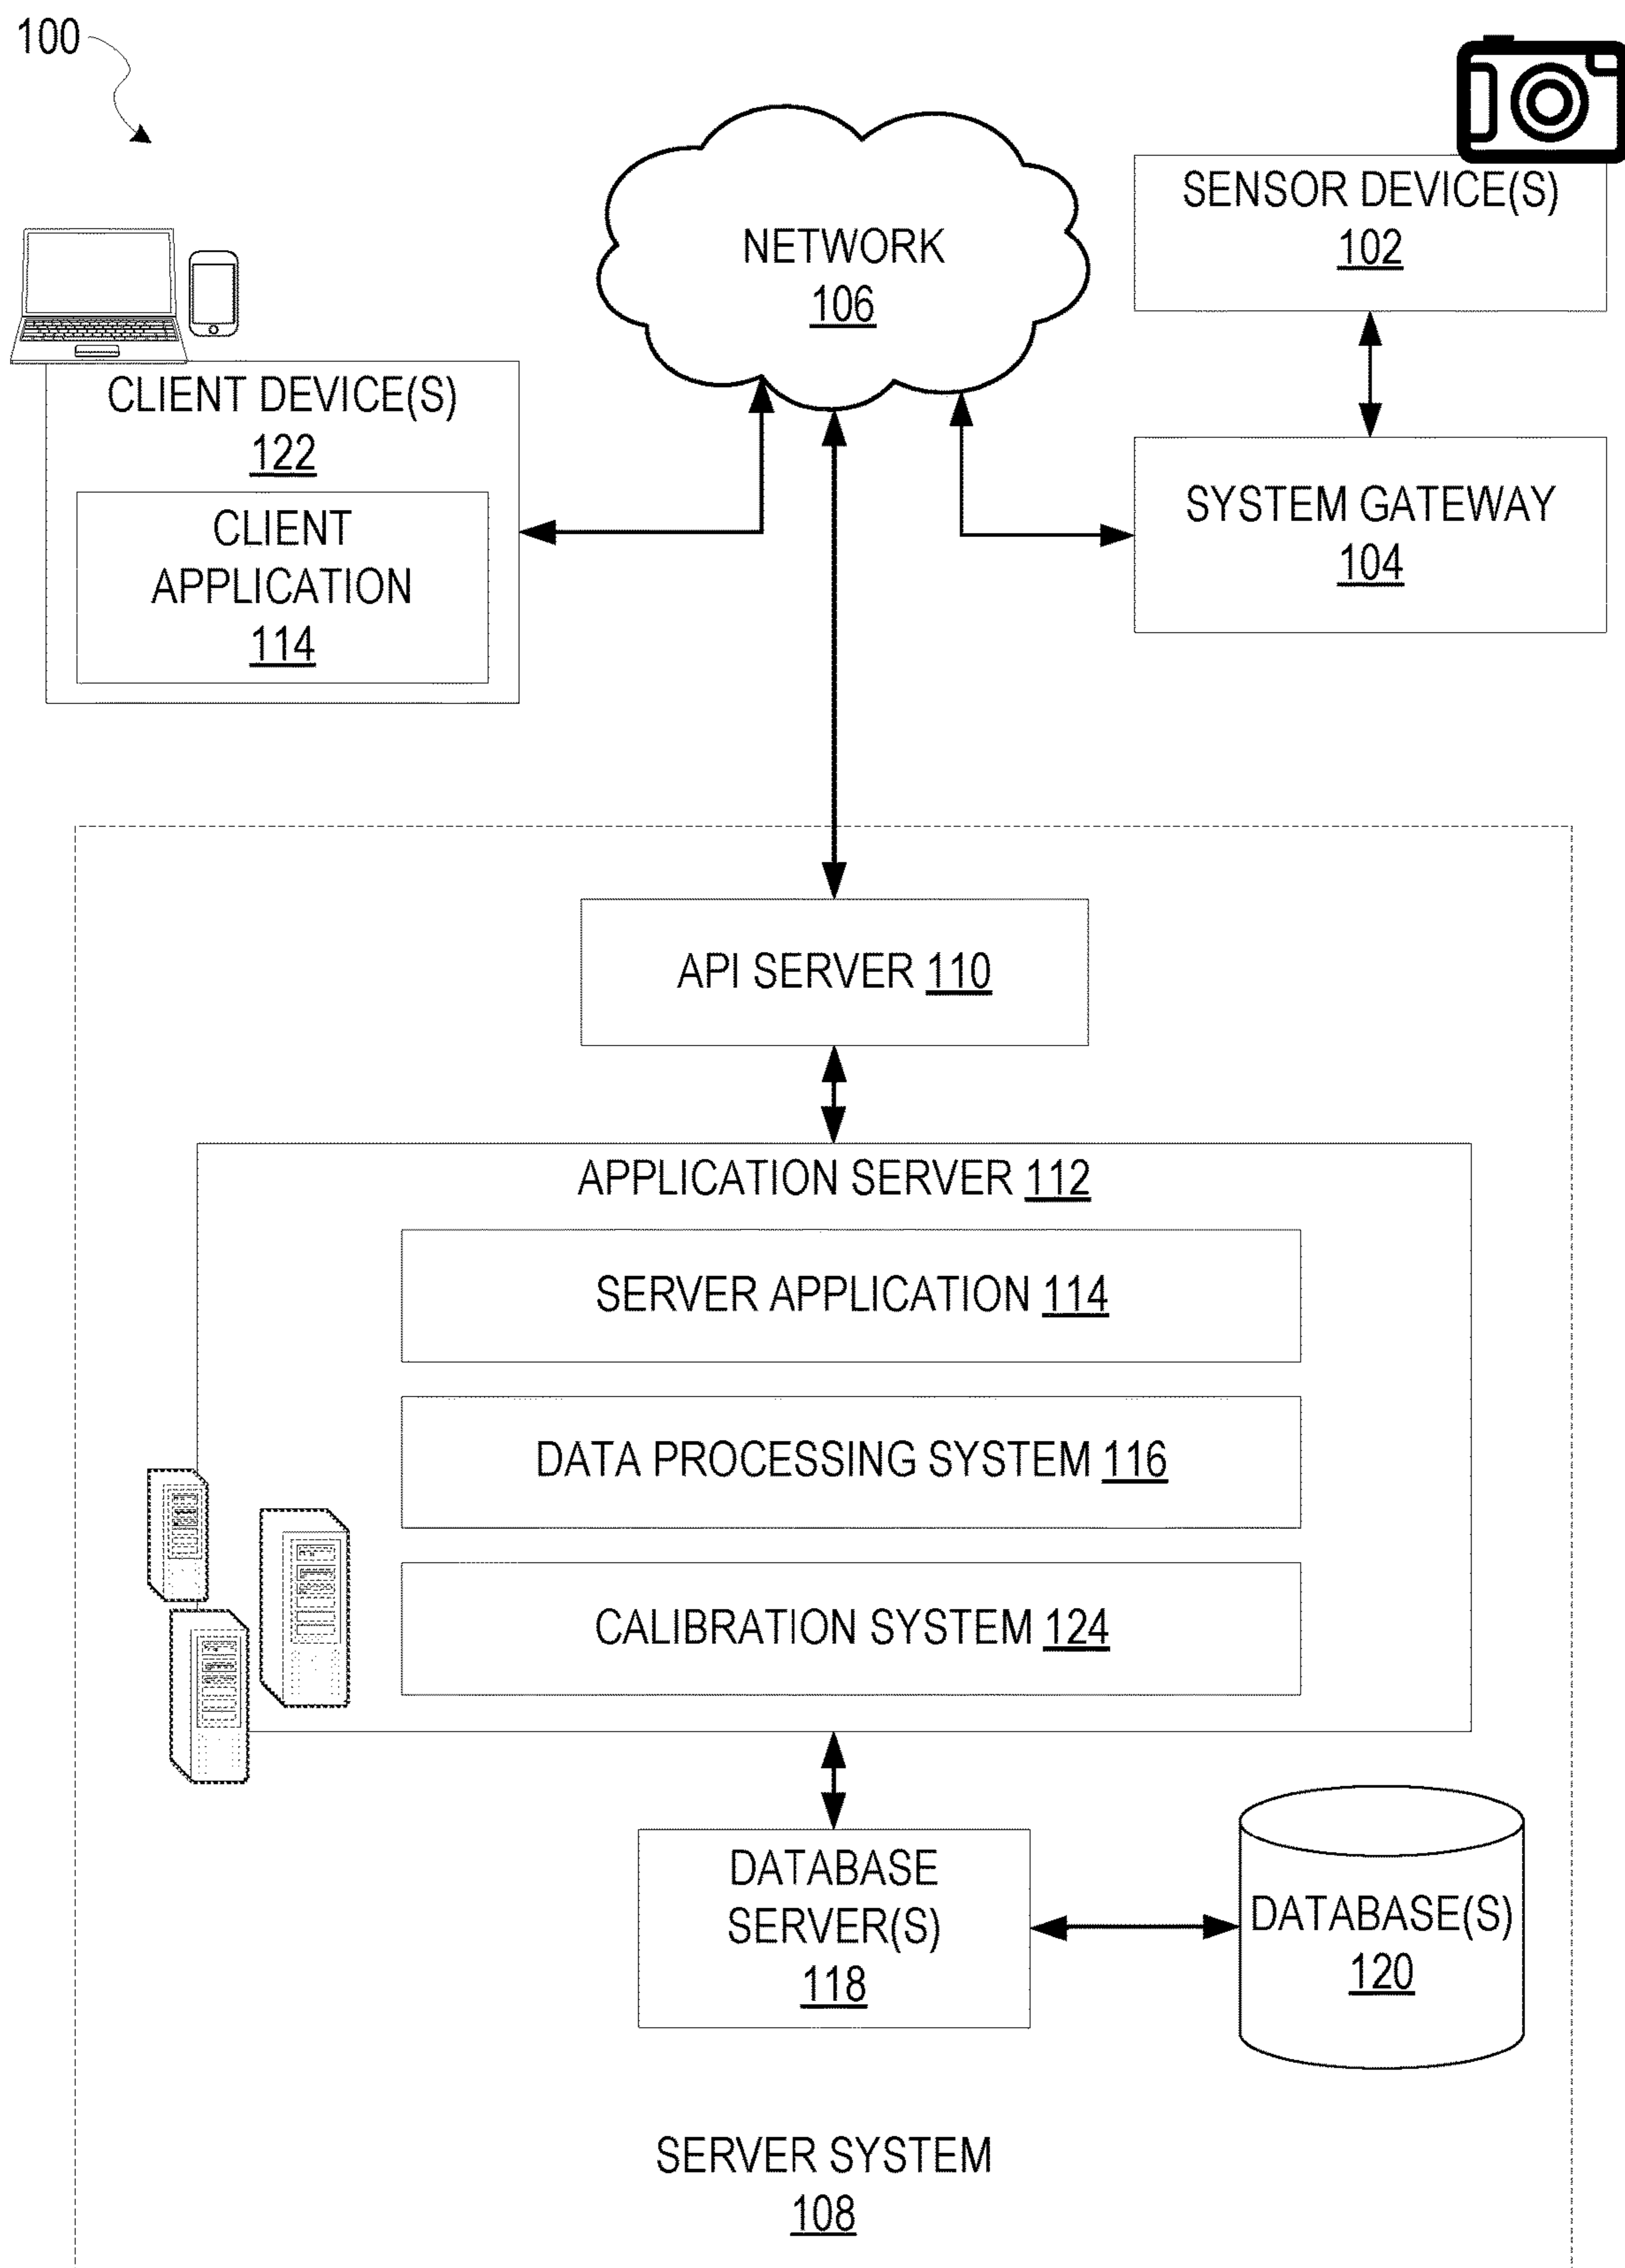 100
NETWORK
106
SENSOR DEVICE(S)
102
CLIENT DEVICE(S)
122
CLIENT
APPLICATION
114
SYSTEM GATEWAY
104
API SERVER 110
APPLICATION SERVER 112
SERVER APPLICATION 114
DATA PROCESSING SYSTEM 116
CALIBRATION SYSTEM 124
DATABASE
SERVER(S)
118
DATABASE(S)
120
SERVER SYSTEM
108